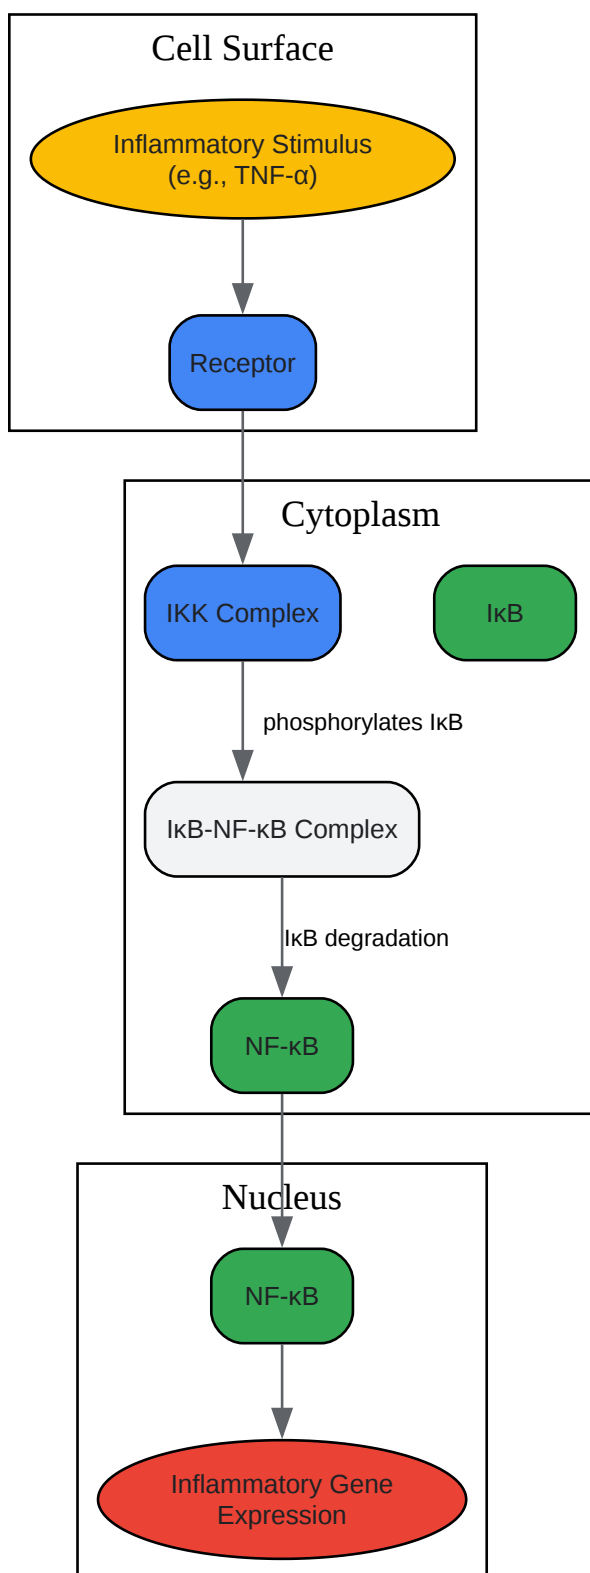 Cell Surface
Inflammatory Stimulus
(e.g., TNF-α)
Receptor
Cytoplasm
IKK Complex
IκB
phosphorylates IκB
IκB-NF-κB Complex
IκB degradation
NF-κB
Nucleus
NF-κB
Inflammatory Gene
Expression